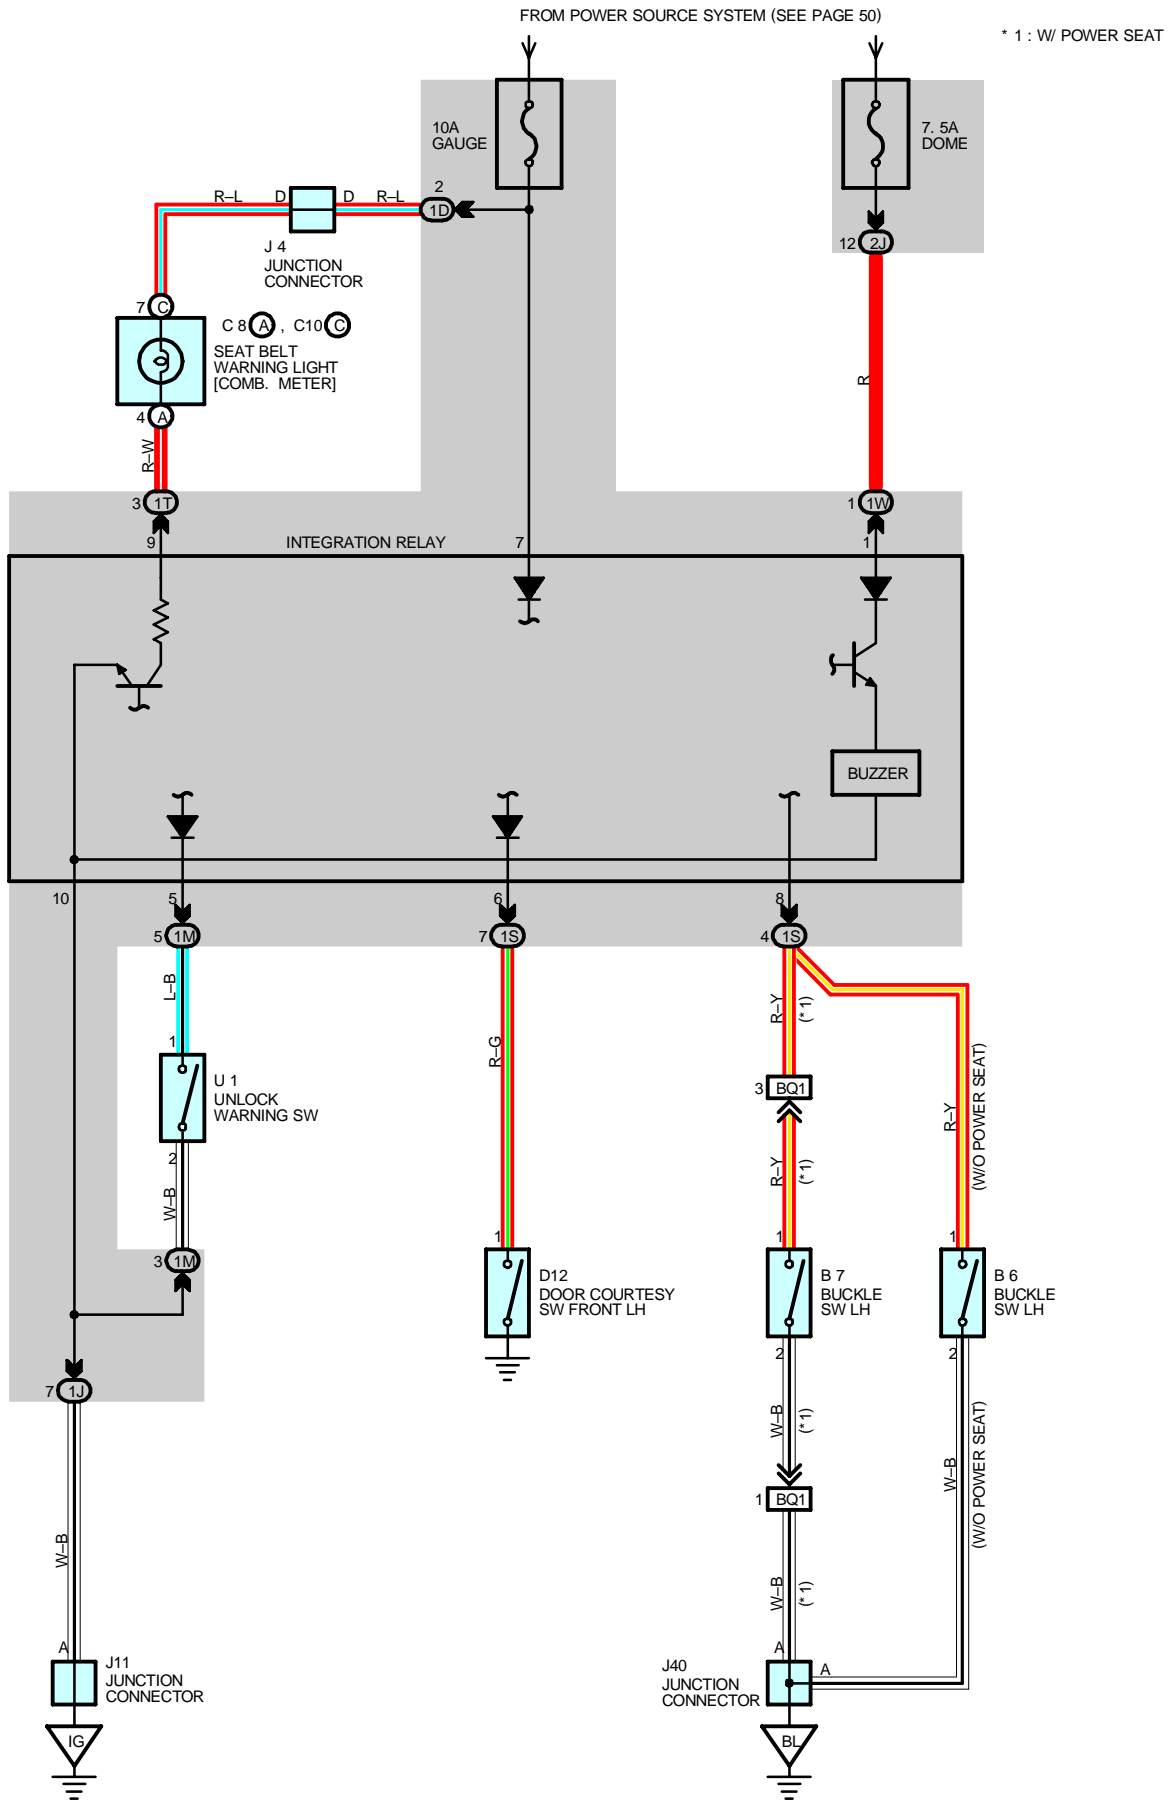 FROM POWER SOURCE SYSTEM (SEE PAGE 50)
* 1 : W/ POWER SEAT
10A
GAUGE
7. 5A
DOME
2
1D
R–L
D
D
R–L
J 4
JUNCTION
CONNECTOR
12
2J
7
C
C 8 A , C10 C
SEAT BELT
WARNING LIGHT
[COMB. METER]
4
A
R–W
R
3
1T
1
1W
9
INTEGRATION RELAY
7
1
BUZZER
10
5
6
8
5
1M
7
1S
4
1S
L–B
R–G
R–Y
(* 1)
1
U 1
UNLOCK
WARNING SW
2
W–B
3
BQ1
R–Y
(W/O POWER SEAT)
R–Y
(* 1)
3
1M
1
D12
DOOR COURTESY
SW FRONT LH
1
B 7
BUCKLE
SW LH
2
1
B 6
BUCKLE
SW LH
2
7
1J
W–B
(* 1)
W–B
(W/O POWER SEAT)
1
BQ1
W–B
W–B
(* 1)
A
J11
JUNCTION
CONNECTOR
IG
A
A
J40
JUNCTION
CONNECTOR
BL